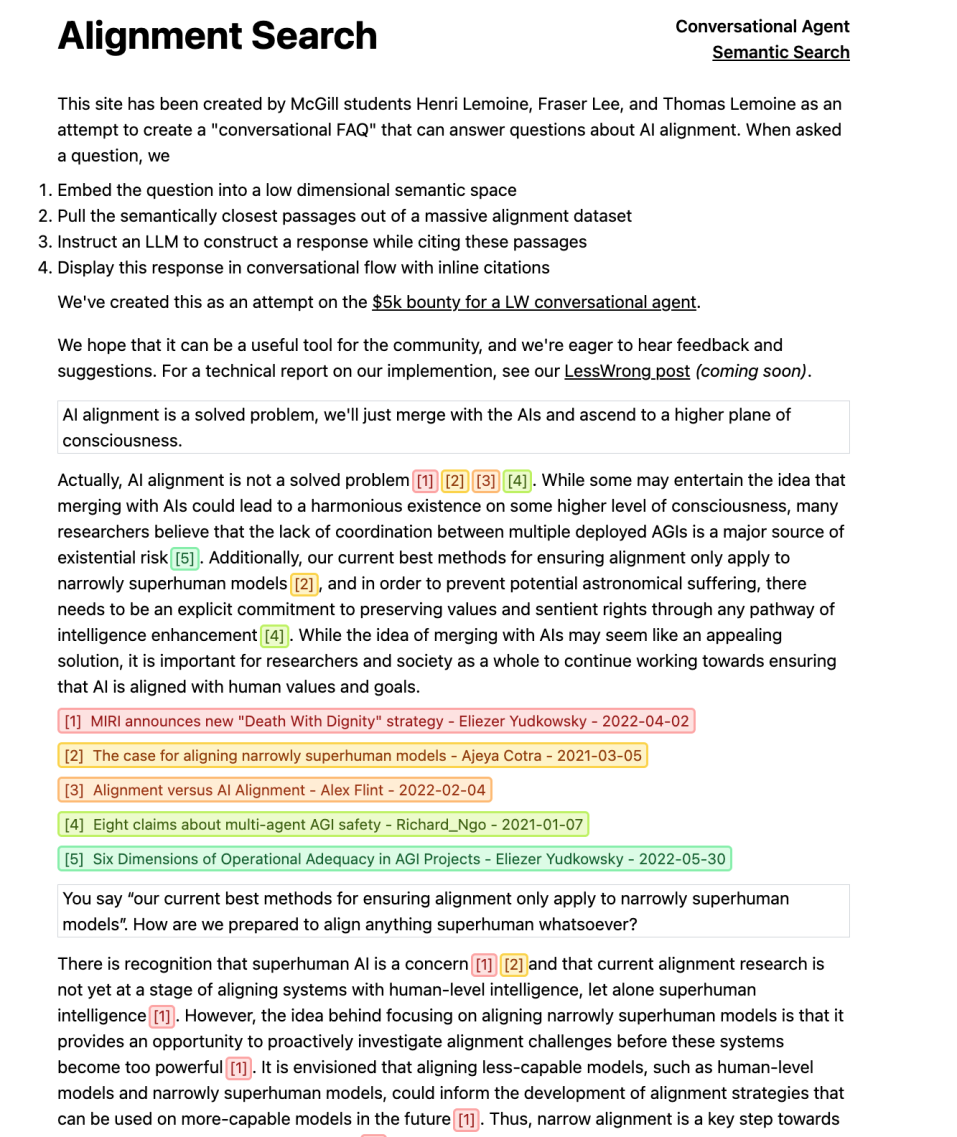 Alignment Search
Conversational Agent
Semantic Search
This site has been created by McGill students Henri Lemoine, Fraser Lee, and Thomas Lemoine as an
attempt to create a "conversational FAQ" that can answer questions about AI alignment. When asked
a question, we
1. Embed the question into a low dimensional semantic space
2. Pull the semantically closest passages out of a massive alignment dataset
3. Instruct an LLM to construct a response while citing these passages
4. Display this response in conversational flow with inline citations
We've created this as an attempt on the $5k bounty for a LW conversational agent.
We hope that it can be a useful tool for the community, and we're eager to hear feedback and
suggestions. For a technical report on our implemention, see our LessWrong post (coming soon).
AI alignment is a solved problem, we'll just merge with the AIs and ascend to a higher plane of
consciousness.
Actually, AI alignment is not a solved problem [1] [2] [3] [4]. While some may entertain the idea that
merging with AIs could lead to a harmonious existence on some higher level of consciousness, many
researchers believe that the lack of coordination between multiple deployed AGIs is a major source of
existential risk [5]. Additionally, our current best methods for ensuring alignment only apply to
narrowly superhuman models [2], and in order to prevent potential astronomical suffering, there
needs to be an explicit commitment to preserving values and sentient rights through any pathway of
intelligence enhancement [4]. While the idea of merging with AIs may seem like an appealing
solution, it is important for researchers and society as a whole to continue working towards ensuring
that AI is aligned with human values and goals.
[1] MIRI announces new "Death With Dignity" strategy - Eliezer Yudkowsky - 2022-04-02
[2] The case for aligning narrowly superhuman models - Ajeya Cotra - 2021-03-05
[3] Alignment versus AI Alignment - Alex Flint - 2022-02-04
[4] Eight claims about multi-agent AGI safety - Richard_Ngo - 2021-01-07
[5] Six Dimensions of Operational Adequacy in AGI Projects - Eliezer Yudkowsky - 2022-05-30
You say “our current best methods for ensuring alignment only apply to narrowly superhuman
models”. How are we prepared to align anything superhuman whatsoever?
There is recognition that superhuman AI is a concern [1] [2] and that current alignment research is
not yet at a stage of aligning systems with human-level intelligence, let alone superhuman
intelligence [1]. However, the idea behind focusing on aligning narrowly superhuman models is that it
provides an opportunity to proactively investigate alignment challenges before these systems
become too powerful [1]. It is envisioned that aligning less-capable models, such as human-level
models and narrowly superhuman models, could inform the development of alignment strategies that
can be used on more-capable models in the future [1]. Thus, narrow alignment is a key step towards